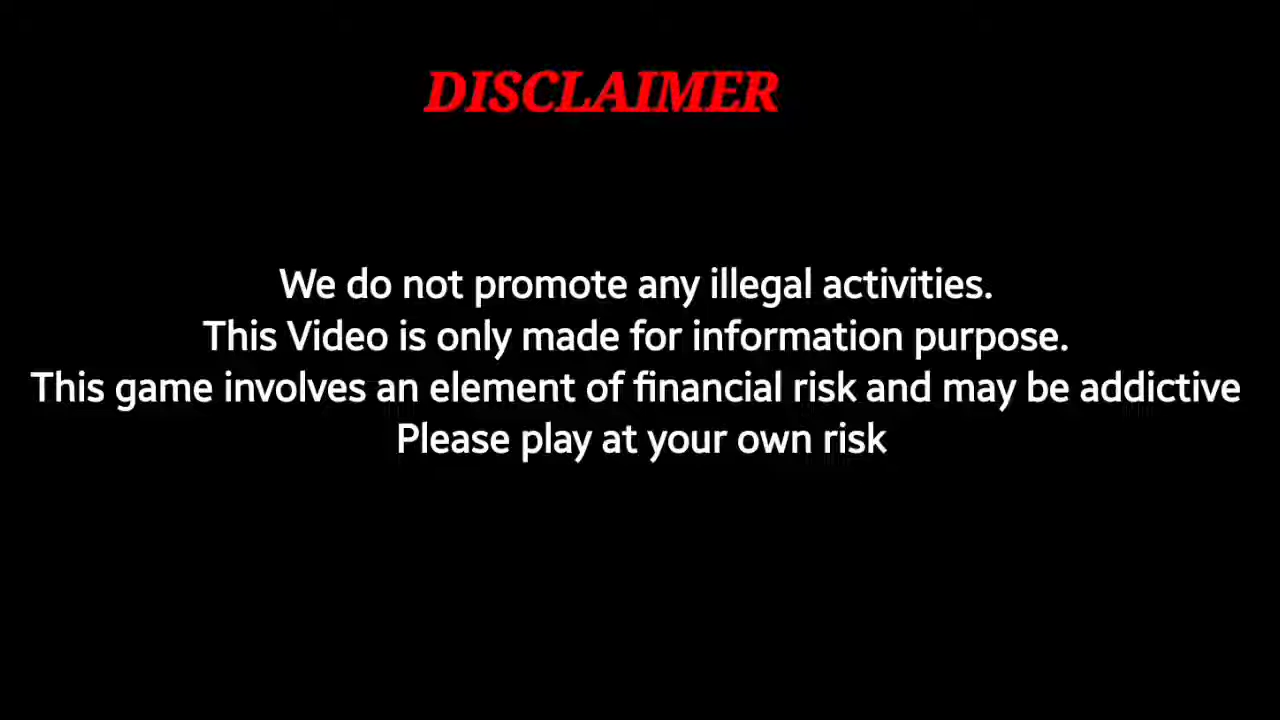 DISCLAIMER
We do not promote any illegal activities.
This Video is only made for information purpose.
This game involves an element of financial risk and may be addictive
Please play at your own risk